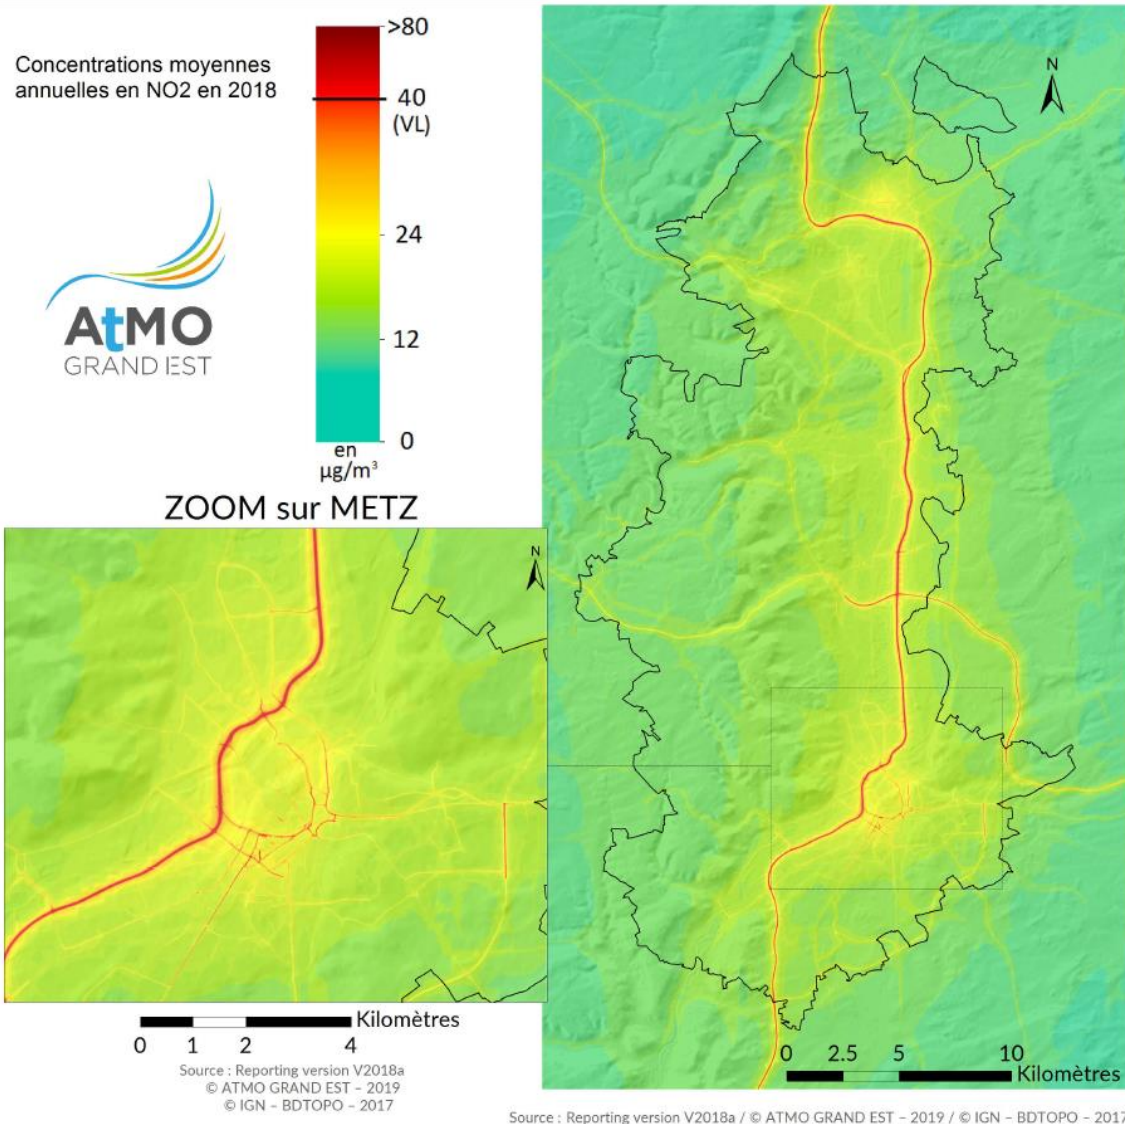 Concentrations moyennes
annuelles en NO2 en 2018
>80
40
(VL)
24
12
0
en
µg/m³
AtMO
GRAND EST
N
ZOOM sur METZ
N
Kilomètres
0 1 2 4
Source : Reporting version V2018a
© ATMO GRAND EST – 2019
© IGN – BDTOPO – 2017
0 2.5 5 10
Kilomètres
Source : Reporting version V2018a / © ATMO GRAND EST – 2019 / © IGN – BDTOPO – 2017